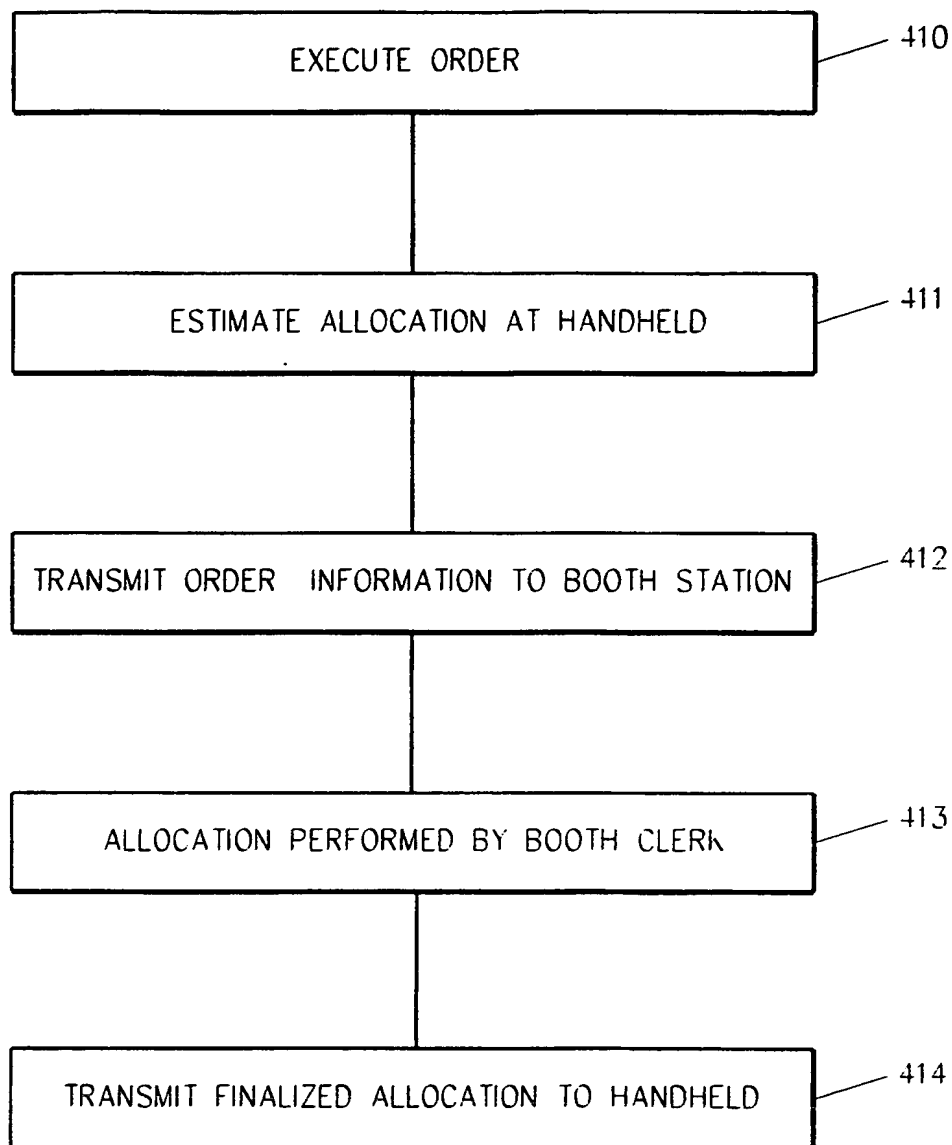 EXECUTE ORDER
410
ESTIMATE ALLOCATION AT HANDHELD
411
TRANSMIT ORDER INFORMATION TO BOOTH STATION
412
ALLOCATION PERFORMED BY BOOTH CLERK
413
TRANSMIT FINALIZED ALLOCATION TO HANDHELD
414